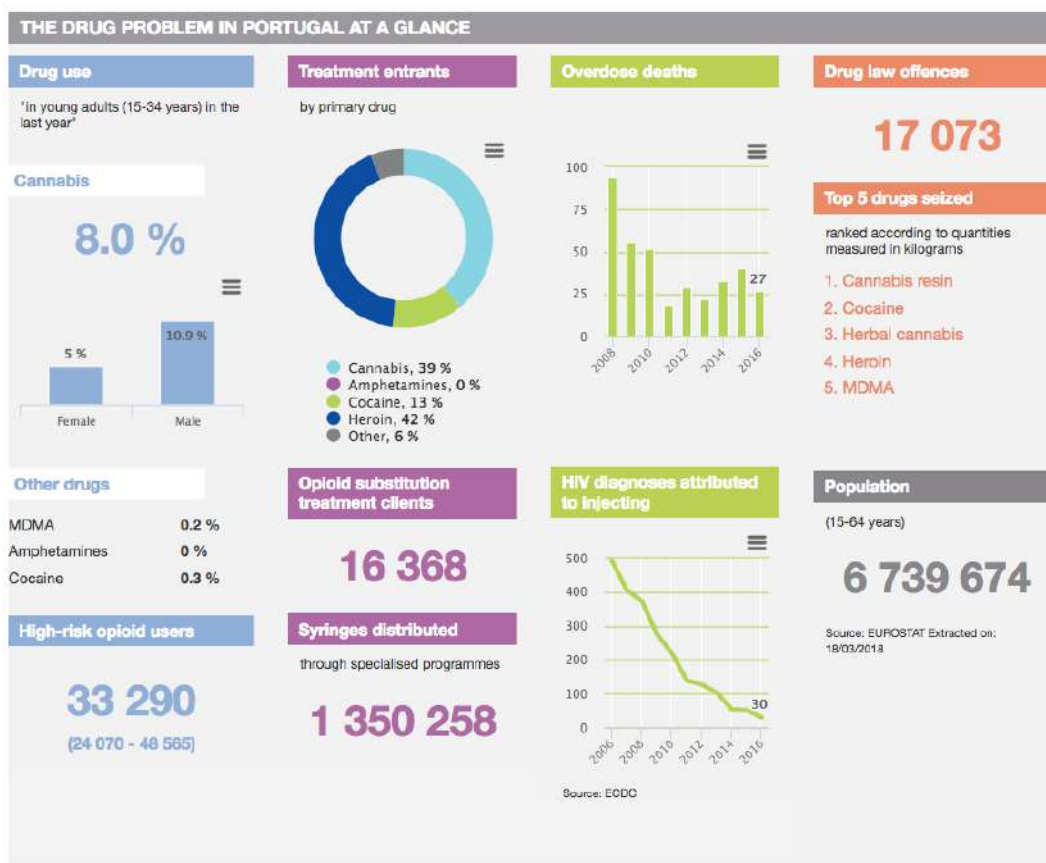 THE DRUG PROBLEM IN PORTUGAL AT A GLANCE
Drug use
"in young adults (15-34 years) in the
last year"
Cannabis
8.0 %
5 %
10.9 %
Female
Male
Other drugs
MDMA 0.2 %
Amphetamines 0 %
Cocaine 0.3 %
High-risk opioid users
33 290
(24 070 - 48 565)
Treatment entrants
by primary drug
Cannabis, 39 %
Amphetamines, 0 %
Cocaine, 13 %
Heroin, 42 %
Other, 6 %
Opioid substitution
treatment clients
16 368
Syringes distributed
through specialised programmes
1 350 258
Overdose deaths
100
75
50
25
0
27
2008
2010
2012
2014
2016
HIV diagnoses attributed
to injecting
500
400
300
200
100
0
30
2006
2008
2010
2012
2014
2016
Source: ECDC
Drug law offences
17 073
Top 5 drugs seized
ranked according to quantities
measured in kilograms
1. Cannabis resin
2. Cocaine
3. Herbal cannabis
4. Heroin
5. MDMA
Population
(15-64 years)
6 739 674
Source: EUROSTAT Extracted on:
18/03/2018